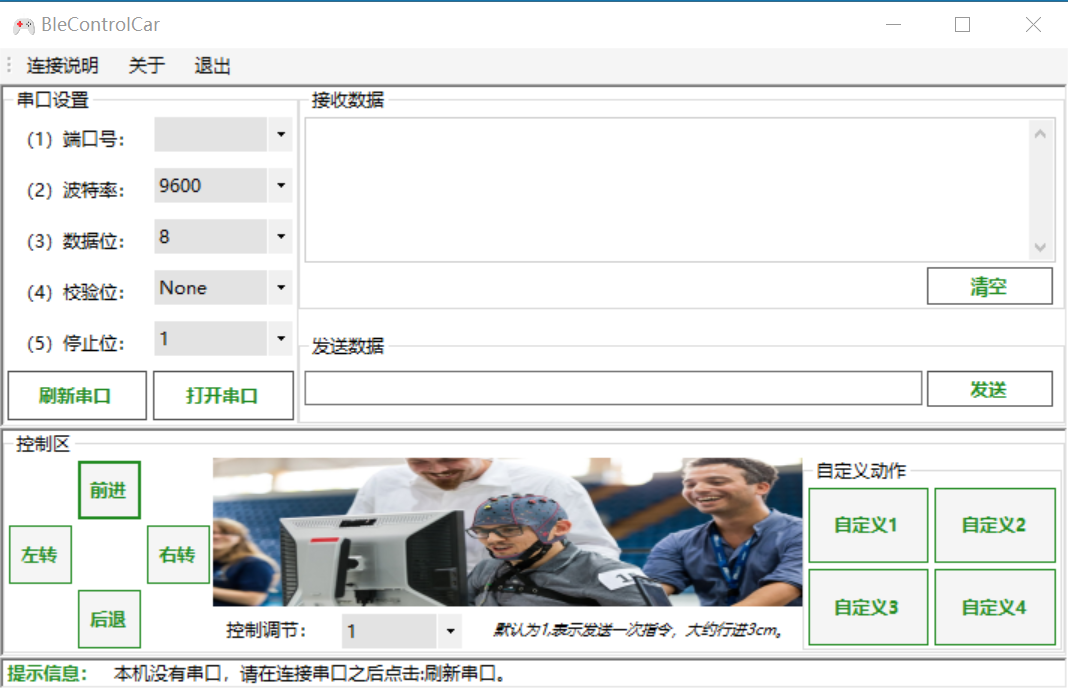 BleControlCar
连接说明 关于 退出
串口设置
(1) 端口号:
(2) 波特率: 9600
(3) 数据位: 8
(4) 校验位: None
(5) 停止位: 1
刷新串口 打开串口
接收数据
清空
发送数据
发送
控制区
前进
左转 右转
后退
控制调节: 1 默认为1,表示发送一次指令，大约行进3cm。
自定义动作
自定义1 自定义2
自定义3 自定义4
提示信息: 本机没有串口，请在连接串口之后点击:刷新串口。